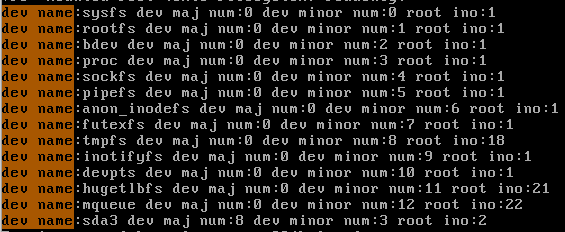 dev name:sysfs dev maj num:0 dev minor num:0 root ino:1
dev name:rootfs dev maj num:0 dev minor num:1 root ino:1
dev name:bdev dev maj num:0 dev minor num:2 root ino:1
dev name:proc dev maj num:0 dev minor num:3 root ino:1
dev name:sockfs dev maj num:0 dev minor num:4 root ino:1
dev name:pipefs dev maj num:0 dev minor num:5 root ino:1
dev name:anon_inodefs dev maj num:0 dev minor num:6 root ino:1
dev name:futexfs dev maj num:0 dev minor num:7 root ino:1
dev name:tmpfs dev maj num:0 dev minor num:8 root ino:18
dev name:inotifyfs dev maj num:0 dev minor num:9 root ino:1
dev name:devpts dev maj num:0 dev minor num:10 root ino:1
dev name:hugetlbfs dev maj num:0 dev minor num:11 root ino:21
dev name:mqueue dev maj num:0 dev minor num:12 root ino:22
dev name:sda3 dev maj num:8 dev minor num:3 root ino:2